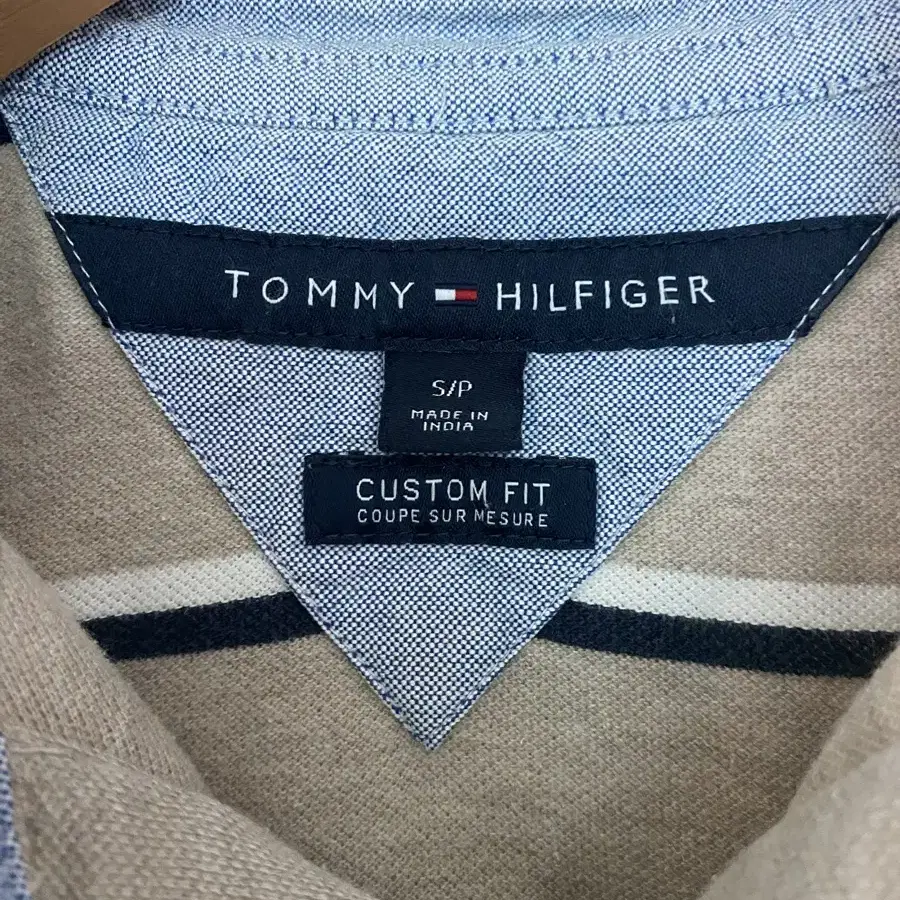 TOMMY HILFIGER
S/P
MADE IN
INDIA
CUSTOM FIT
COUPE SUR MESURE